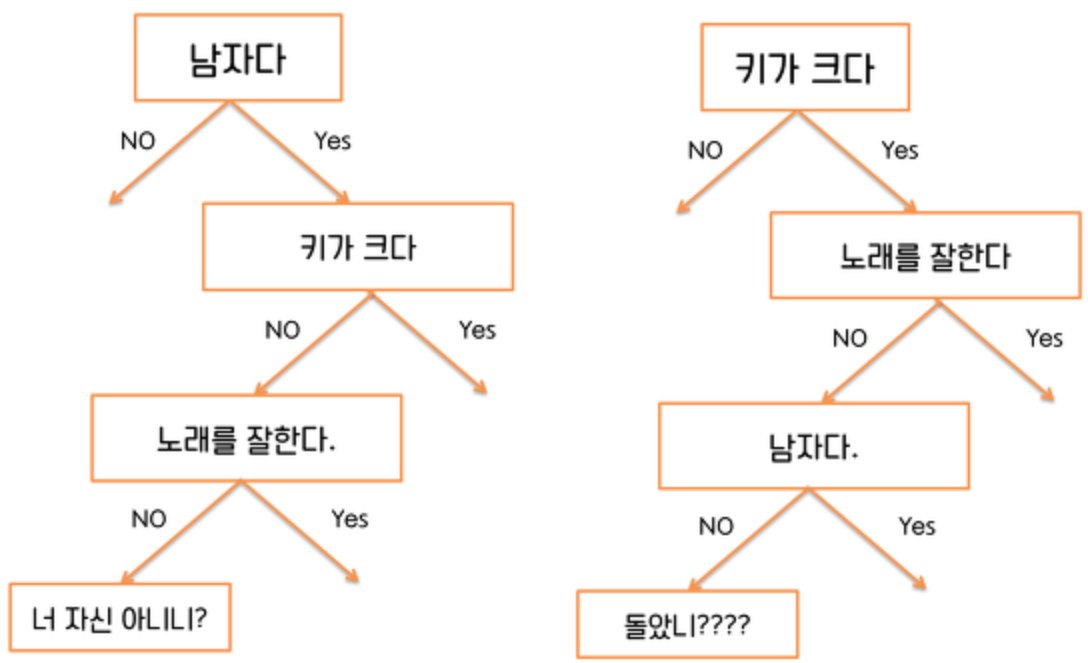 남자다
NO
Yes
키가 크다
NO
Yes
노래를 잘한다.
NO
Yes
너 자신 아니니?
키가 크다
NO
Yes
노래를 잘한다
NO
Yes
남자다.
NO
Yes
돌았니????